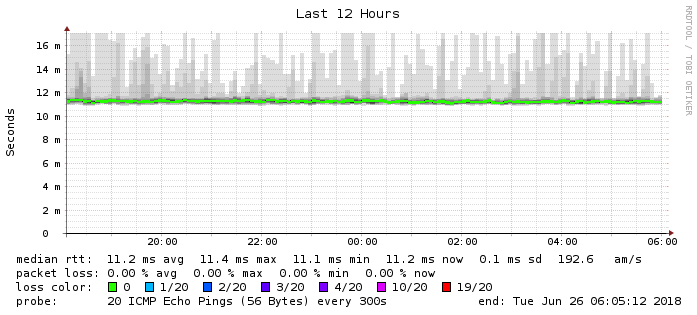 Last 12 Hours
RRDTOOL / TOBI OETIKER
Seconds
16 m
14 m
12 m
10 m
8 m
6 m
4 m
2 m
0
20:00 22:00 00:00 02:00 04:00 06:00
median rtt: 11.2 ms avg 11.4 ms max 11.1 ms min 11.2 ms now 0.1 ms sd 192.6 am/s
packet loss: 0.00 % avg 0.00 % max 0.00 % min 0.00 % now
loss color: 0 1/20 2/20 3/20 4/20 10/20 19/20
probe: 20 ICMP Echo Pings (56 Bytes) every 300s end: Tue Jun 26 06:05:12 2018